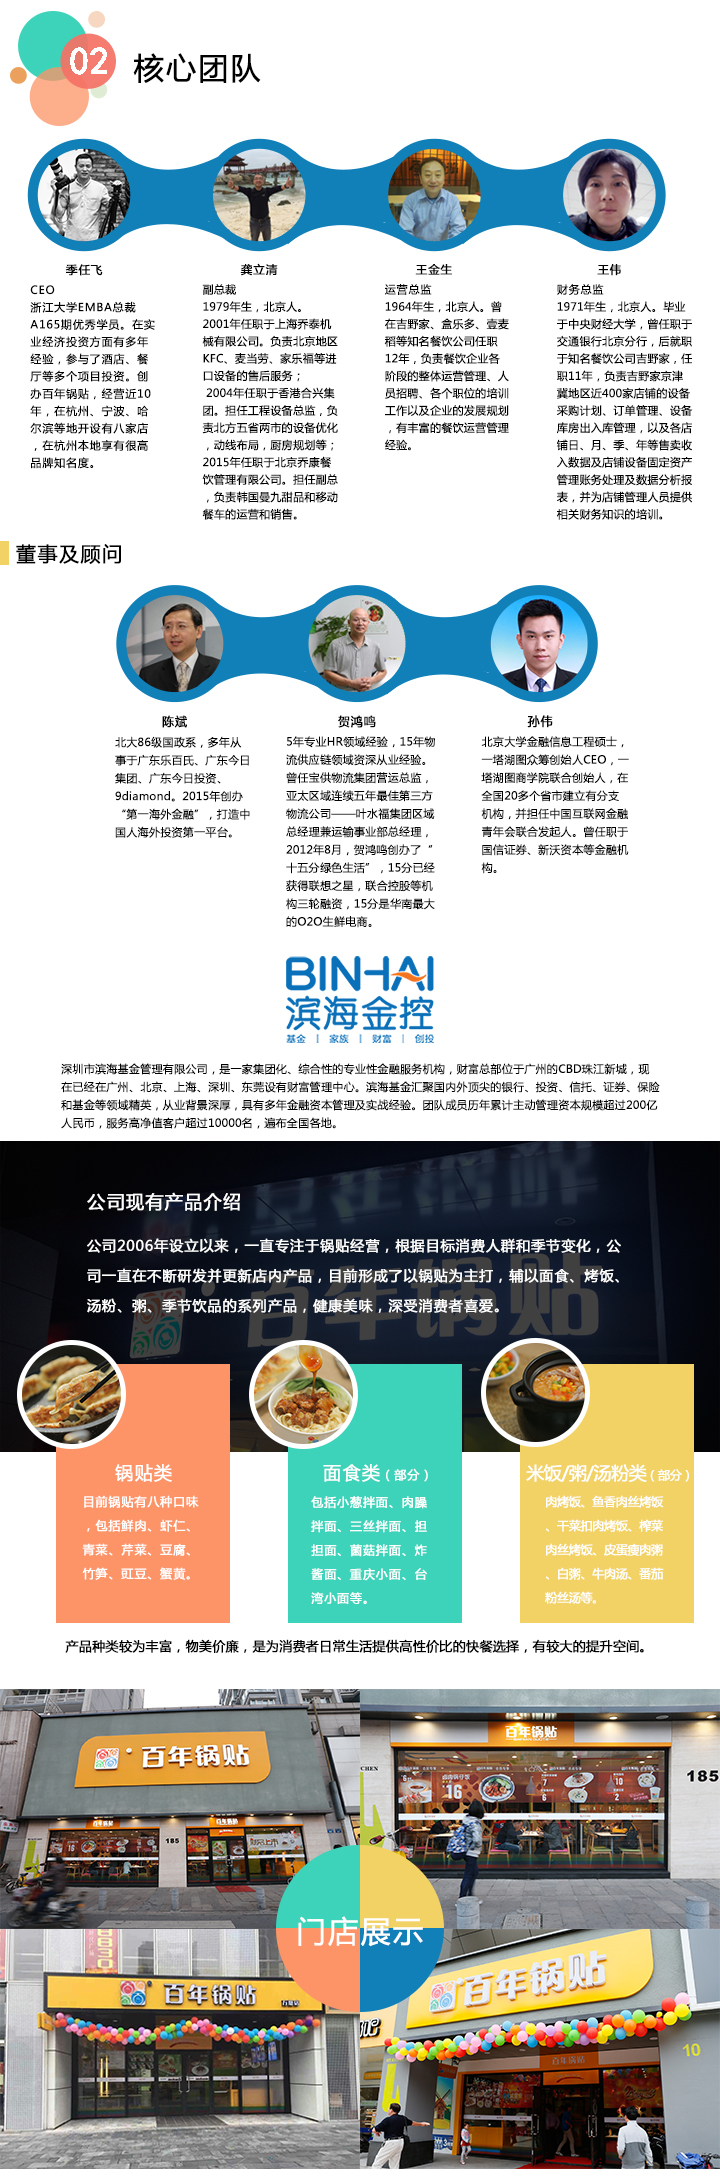 02
核心团队
季任飞
CEO
浙江大学EMBA总裁
A165期优秀学员。在实
业经济投资方面有多年
经验，参与了酒店、餐
厅等多个项目投资。创
办百年锅贴，经营近10
年，在杭州、宁波、哈
尔滨等地开设有八家店
，在杭州本地享有很高
品牌知名度。
龚立清
副总裁
1979年生，北京人。
2001年任职于上海乔泰机
械有限公司。负责北京地区
KFC、麦当劳、家乐福等进
口设备的售后服务；
2004年任职于香港合兴集
团。担任工程设备总监，负
责北方五省两市的设备优化
，动线布局，厨房规划等；
2015年任职于北京乔康餐
饮管理有限公司。担任副总
，负责韩国曼九甜品和移动
餐车的运营和销售。
王金生
运营总监
1964年生，北京人。曾
在吉野家、盒乐多、壹麦
稻等知名餐饮公司任职
12年，负责餐饮企业各
阶段的整体运营管理、人
员招聘、各个职位的培训
工作以及企业的发展规划
，有丰富的餐饮运营管理
经验。
王伟
财务总监
1971年生，北京人。毕业
于中央财经大学，曾任职于
交通银行北京分行，后就职
于知名餐饮公司吉野家，任
职11年，负责吉野家京津
冀地区近400家店铺的设备
采购计划、订单管理、设备
库房出入库管理，以及各店
铺日、月、季、年等售卖收
入数据及店铺设备固定资产
管理账务处理及数据分析报
表，并为店铺管理人员提供
相关财务知识的培训。
董事及顾问
陈斌
北大86级国政系，多年从
事于广东乐百氏、广东今日
集团、广东今日投资、
9diamond。2015年创办
“第一海外金融”，打造中
国人海外投资第一平台。
贺鸿鸣
5年专业HR领域经验，15年物
流供应链领域资深从业经验。
曾任宝供物流集团营运总监，
亚太区域连续五年最佳第三方
物流公司——叶水福集团区域
总经理兼运输事业部总经理，
2012年8月，贺鸿鸣创办了“
十五分绿色生活”，15分已经
获得联想之星，联合控股等机
构三轮融资，15分是华南最大
的O2O生鲜电商。
孙伟
北京大学金融信息工程硕士，
一塔湖图众筹创始人CEO，一
塔湖图商学院联合创始人，在
全国20多个省市建立有分支
机构，并担任中国互联网金融
青年会联合发起人。曾任职于
国信证券、新沃资本等金融机
构。
BINHAI
滨海金控
基金 | 家族 | 财富 | 创投
深圳市滨海基金管理有限公司，是一家集团化、综合性的专业性金融服务机构，财富总部位于广州的CBD珠江新城，现
在已经在广州、北京、上海、深圳、东莞设有财富管理中心。滨海基金汇聚国内外顶尖的银行、投资、信托、证券、保险
和基金等领域精英，从业背景深厚，具有多年金融资本管理及实战经验。团队成员历年累计主动管理资本规模超过200亿
人民币，服务高净值客户超过10000名，遍布全国各地。
公司现有产品介绍
公司2006年设立以来，一直专注于锅贴经营，根据目标消费人群和季节变化，公
司一直在不断研发并更新店内产品，目前形成了以锅贴为主打，辅以面食、烤饭、
汤粉、粥、季节饮品的系列产品，健康美味，深受消费者喜爱。
百年锅贴
锅贴类
目前锅贴有八种口味
，包括鲜肉、虾仁、
青菜、芹菜、豆腐、
竹笋、豇豆、蟹黄。
面食类（部分）
包括小葱拌面、肉臊
拌面、三丝拌面、担
担面、菌菇拌面、炸
酱面、重庆小面、台
湾小面等。
米饭/粥/汤粉类（部分）
肉烤饭、鱼香肉丝烤饭
、干菜扣肉烤饭、榨菜
肉丝烤饭、皮蛋瘦肉粥
、白粥、牛肉汤、番茄
粉丝汤等。
产品种类较为丰富，物美价廉，是为消费者日常生活提供高性价比的快餐选择，有较大的提升空间。
百年锅贴
百年锅贴
185
百年锅贴
百年锅贴
CHEN
16
7
6
10
2
185
门店展示
百年锅贴
百年锅贴
百年锅贴
10